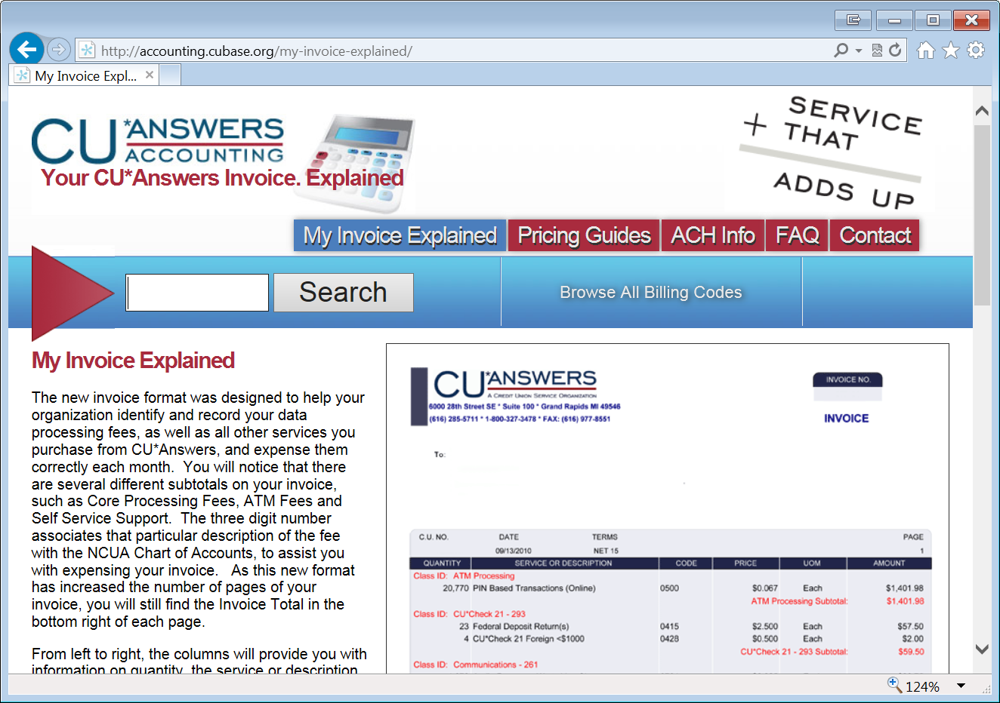 http://accounting.cubase.org/my-invoice-explained/
My Invoice Expl...
CU*ANSWERS
ACCOUNTING
Your CU*Answers Invoice. Explained
+ SERVICE
THAT
ADDS UP
My Invoice Explained
Pricing Guides
ACH Info
FAQ
Contact
Search
Browse All Billing Codes
My Invoice Explained
The new invoice format was designed to help your
organization identify and record your data
processing fees, as well as all other services you
purchase from CU*Answers, and expense them
correctly each month.  You will notice that there
are several different subtotals on your invoice,
such as Core Processing Fees, ATM Fees and
Self Service Support.  The three digit number
associates that particular description of the fee
with the NCUA Chart of Accounts, to assist you
with expensing your invoice.   As this new format
has increased the number of pages of your
invoice, you will still find the Invoice Total in the
bottom right of each page.
From left to right, the columns will provide you with
information on quantity, the service or description
CU*ANSWERS
A CREDIT UNION SERVICE ORGANIZATION
6000 28th Street SE * Suite 100 * Grand Rapids MI 49546
(616) 285-5711 * 1-800-327-3478 * FAX: (616) 977-8551
INVOICE NO.
INVOICE
To:
C.U. NO. DATE TERMS PAGE
09/13/2010 NET 15 1
QUANTITY SERVICE OR DESCRIPTION CODE PRICE UOM AMOUNT
Class ID: ATM Processing
20,770 PIN Based Transactions (Online) 0500 $0.067 Each $1,401.98
ATM Processing Subtotal: $1,401.98
Class ID: CU*Check 21 - 293
23 Federal Deposit Return(s) 0415 $2.500 Each $57.50
4 CU*Check 21 Foreign <$1000 0428 $0.500 Each $2.00
CU*Check 21 - 293 Subtotal: $59.50
Class ID: Communications - 261
124%